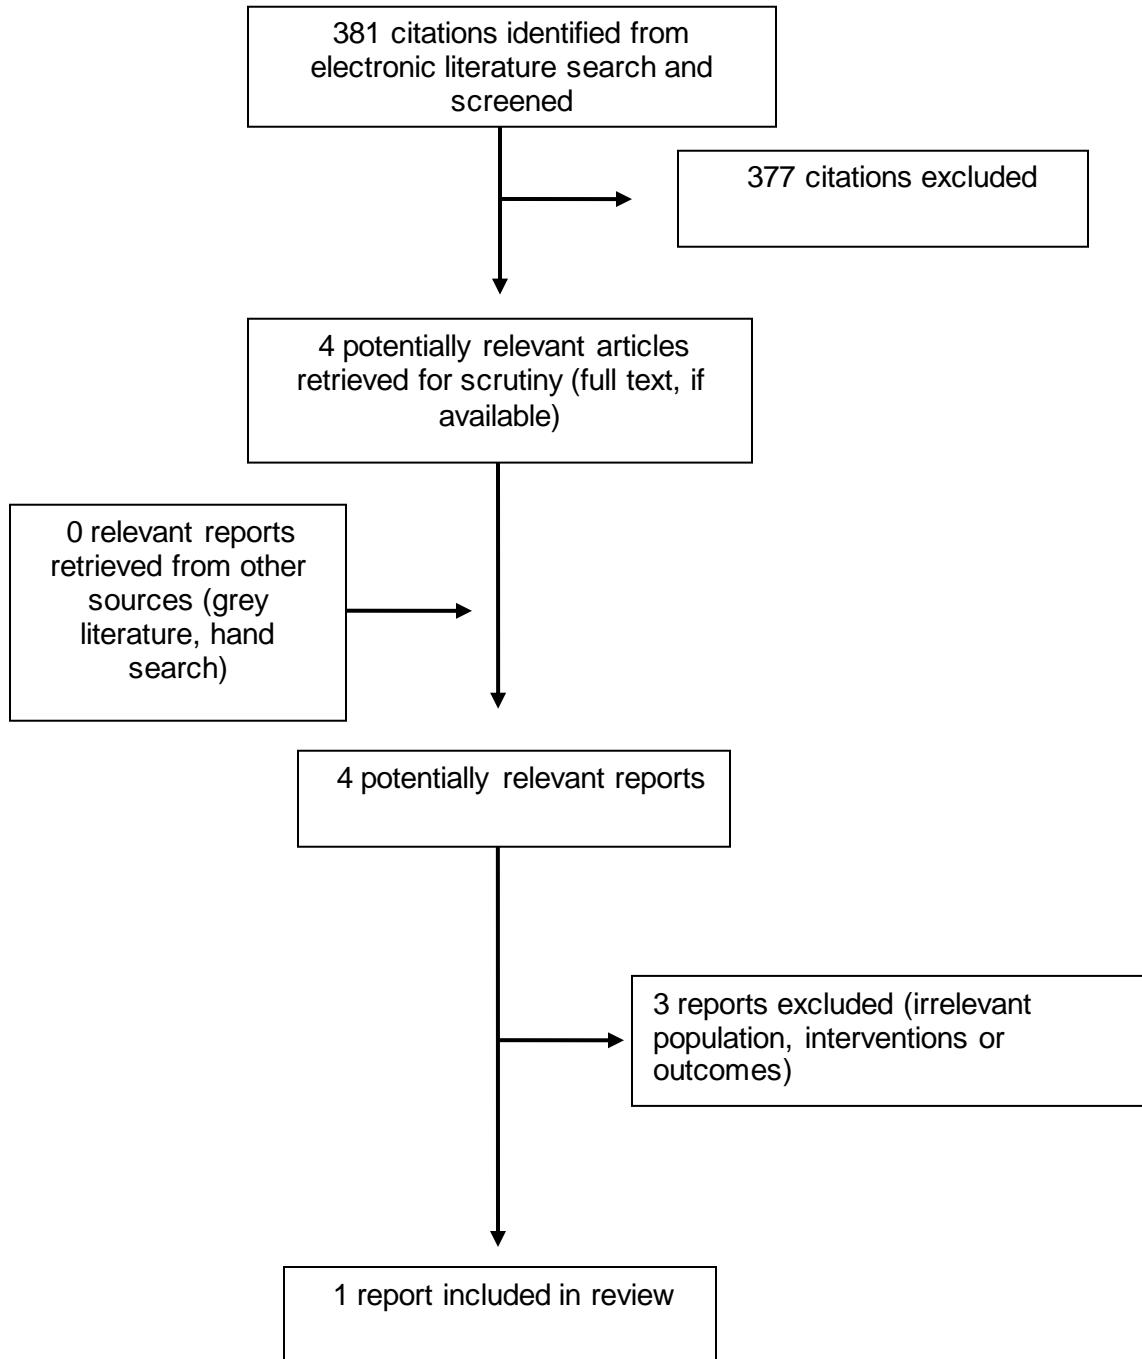 381 citations identified from
electronic literature search and
screened
377 citations excluded
4 potentially relevant articles
retrieved for scrutiny (full text, if
available)
0 relevant reports
retrieved from other
sources (grey
literature, hand
search)
4 potentially relevant reports
3 reports excluded (irrelevant
population, interventions or
outcomes)
1 report included in review